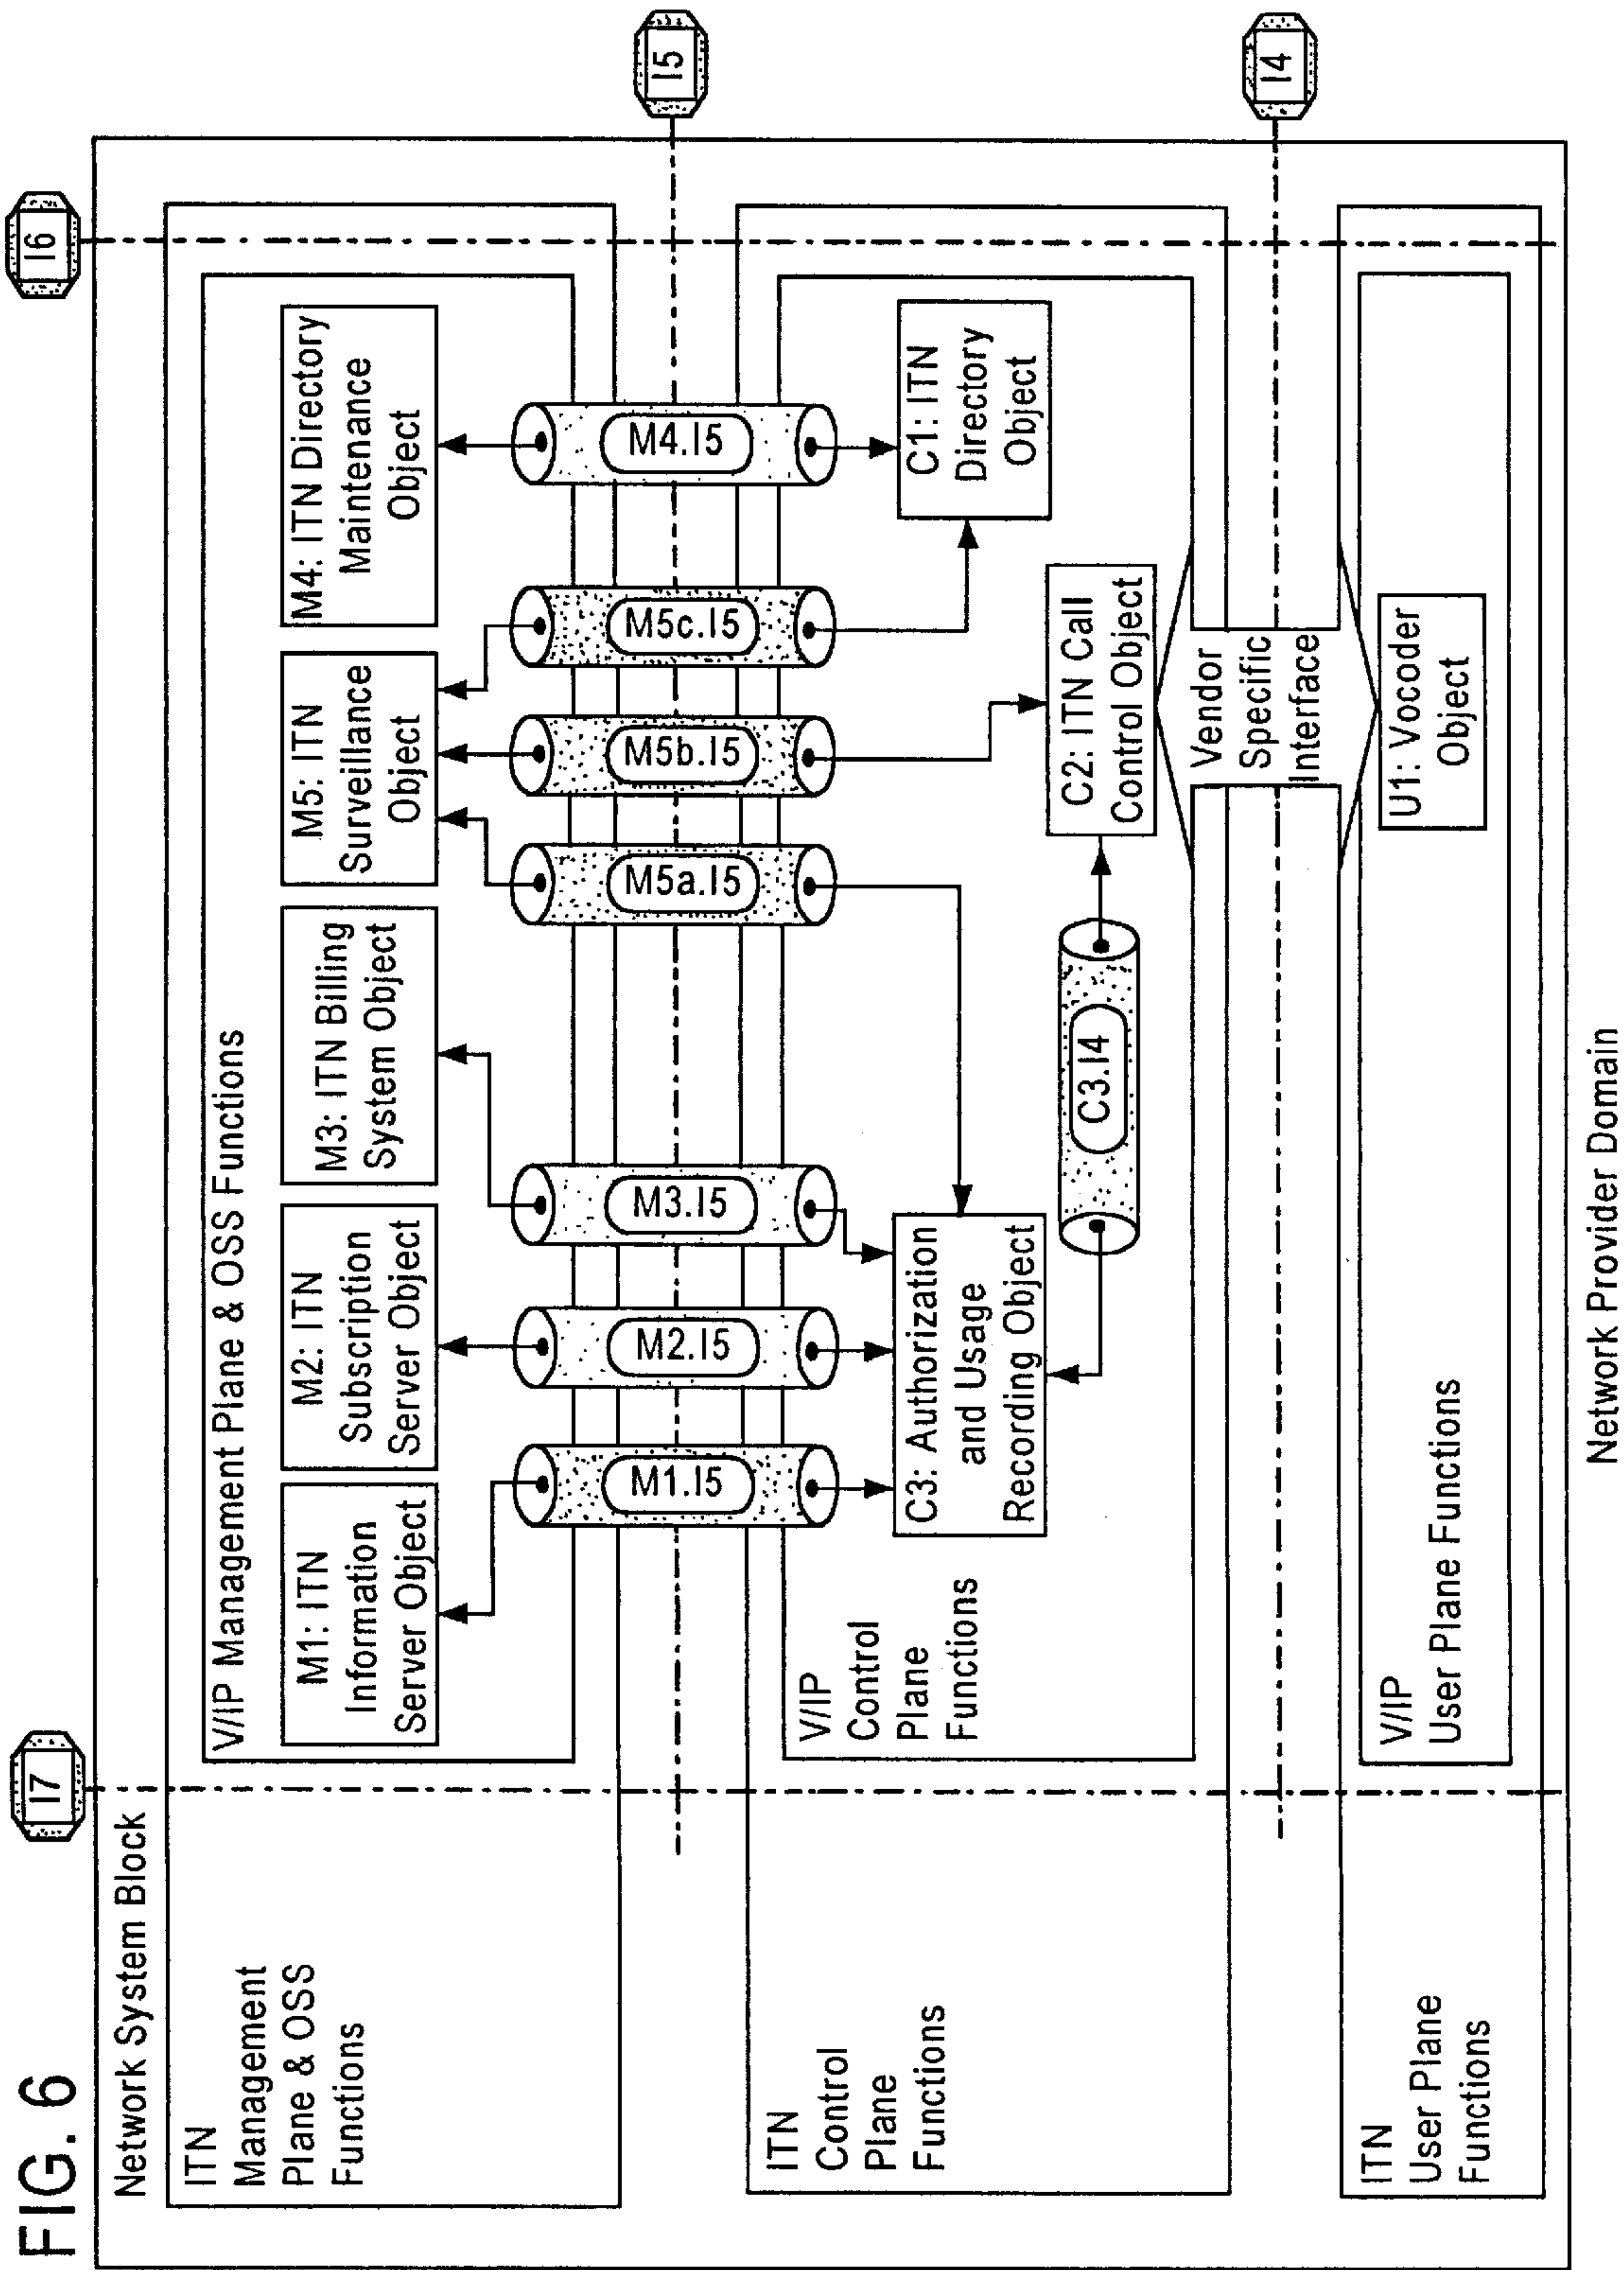 FIG. 6
I7
I6
Network System Block
ITN
Management
Plane & OSS
Functions
V/IP Management Plane & OSS Functions
M1: ITN
Information
Server Object
M2: ITN
Subscription
Server Object
M3: ITN Billing
System Object
M5: ITN
Surveillance
Object
M4: ITN Directory
Maintenance
Object
I5
M1.I5
M2.I5
M3.I5
M5a.I5
M5b.I5
M5c.I5
M4.I5
ITN
Control
Plane
Functions
V/IP
Control
Plane
Functions
C3: Authorization
and Usage
Recording Object
C1: ITN
Directory
Object
C3.I4
C2: ITN Call
Control Object
Vendor
Specific
Interface
I4
ITN
User Plane
Functions
V/IP
User Plane Functions
U1: Vocoder
Object
Network Provider Domain